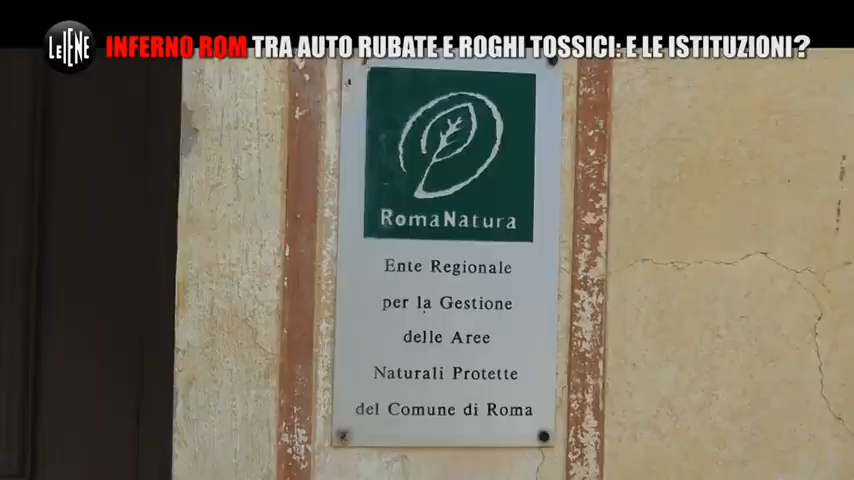 LE IENE INFERNO ROM TRA AUTO RUBATE E ROGHI TOSSICI: E LE ISTITUZIONI?
RomaNatura
Ente Regionale
per la Gestione
delle Aree
Naturali Protette
del Comune di Roma